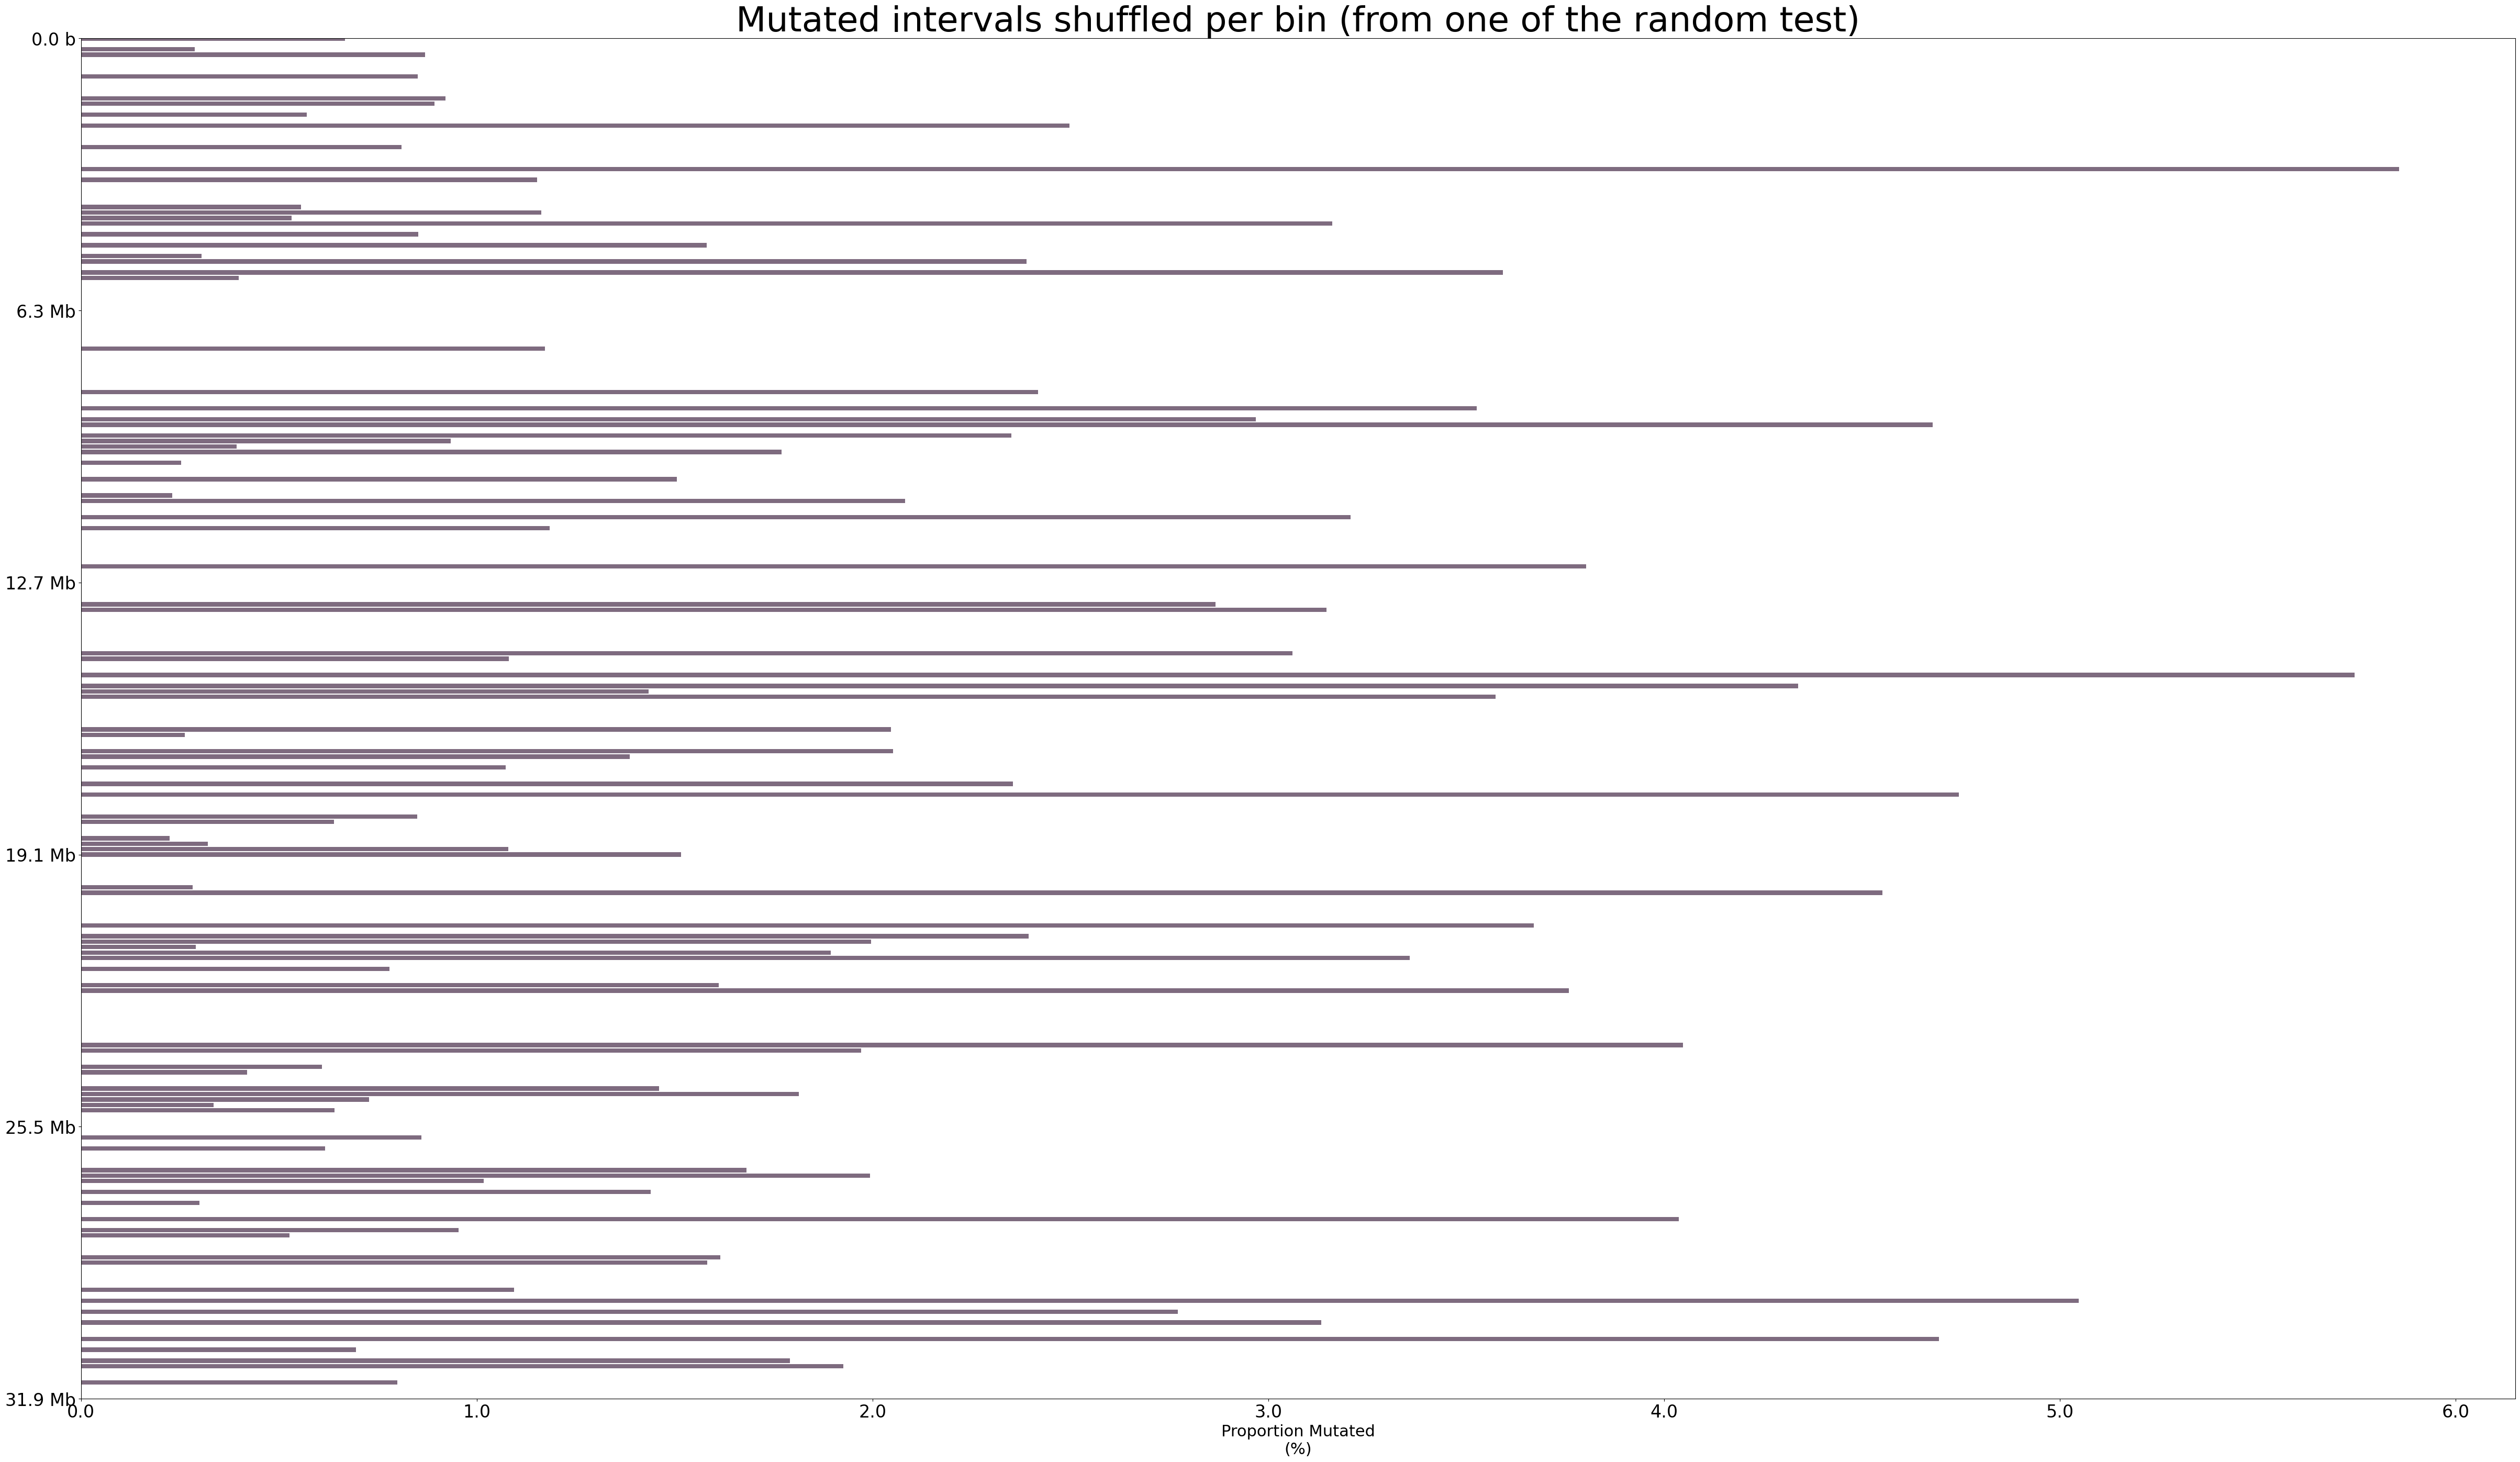 Mutated intervals shuffled per bin (from one of the random test)
0.0 b
6.3 Mb
12.7 Mb
19.1 Mb
25.5 Mb
31.9 Mb
0.0 1.0 2.0 3.0 4.0 5.0 6.0
Proportion Mutated
(%)